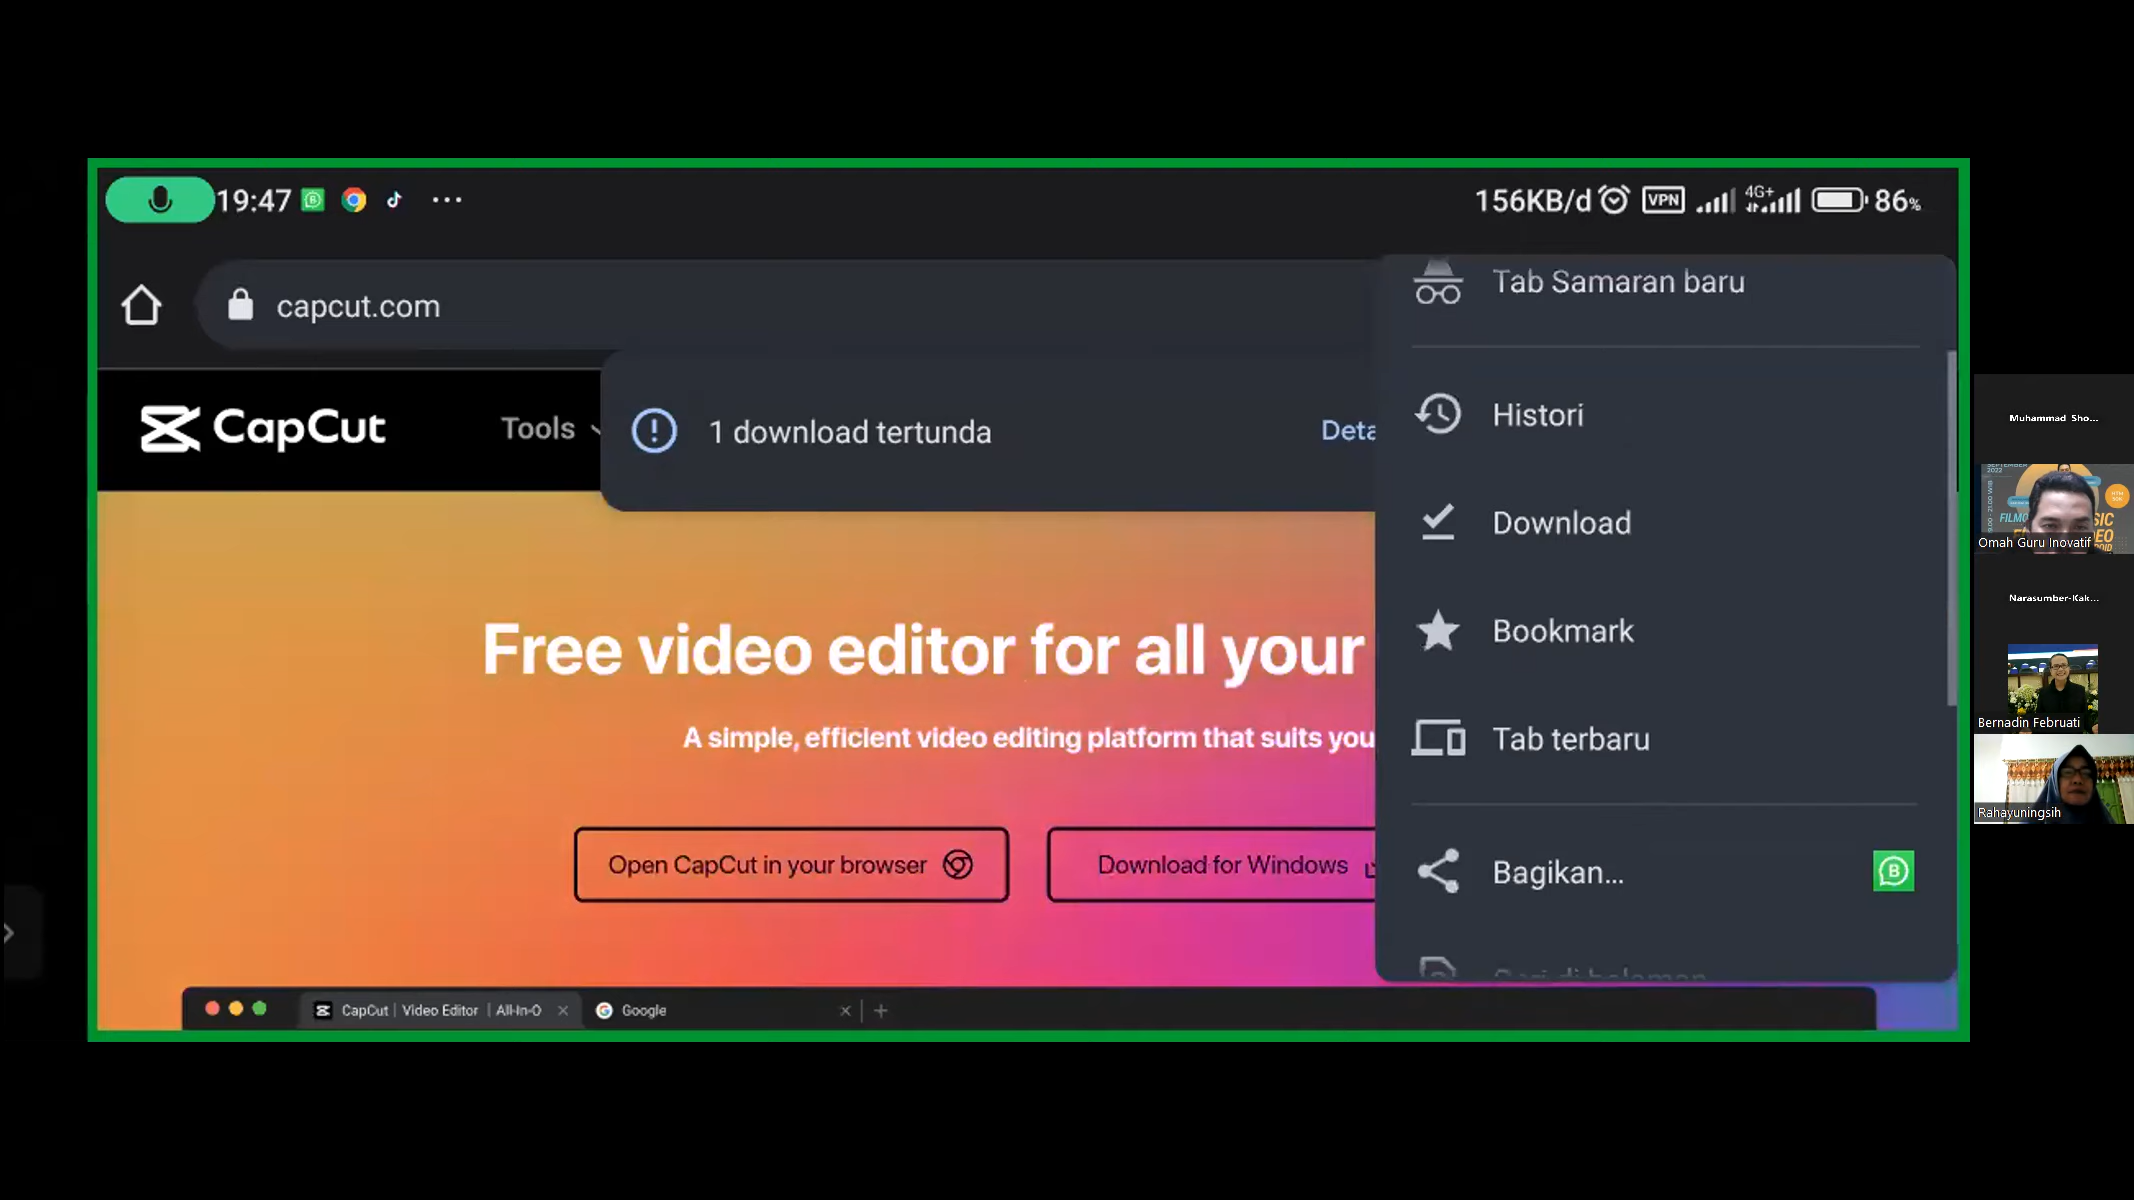 19:47
156KB/d VPN 4G+ 86%
capcut.com
Tab Samaran baru
CapCut
Tools
1 download tertunda
Deta
Histori
Download
Bookmark
Tab terbaru
Bagikan...
Free video editor for all your
A simple, efficient video editing platform that suits you
Open CapCut in your browser
Download for Windows
CapCut | Video Editor | All-In-O
Google
Muhammad Sho...
SEPTEMBER 2022
Omah Guru Inovatif
Narasumber-Kak...
Bernadin Februati
Rahayuningsih